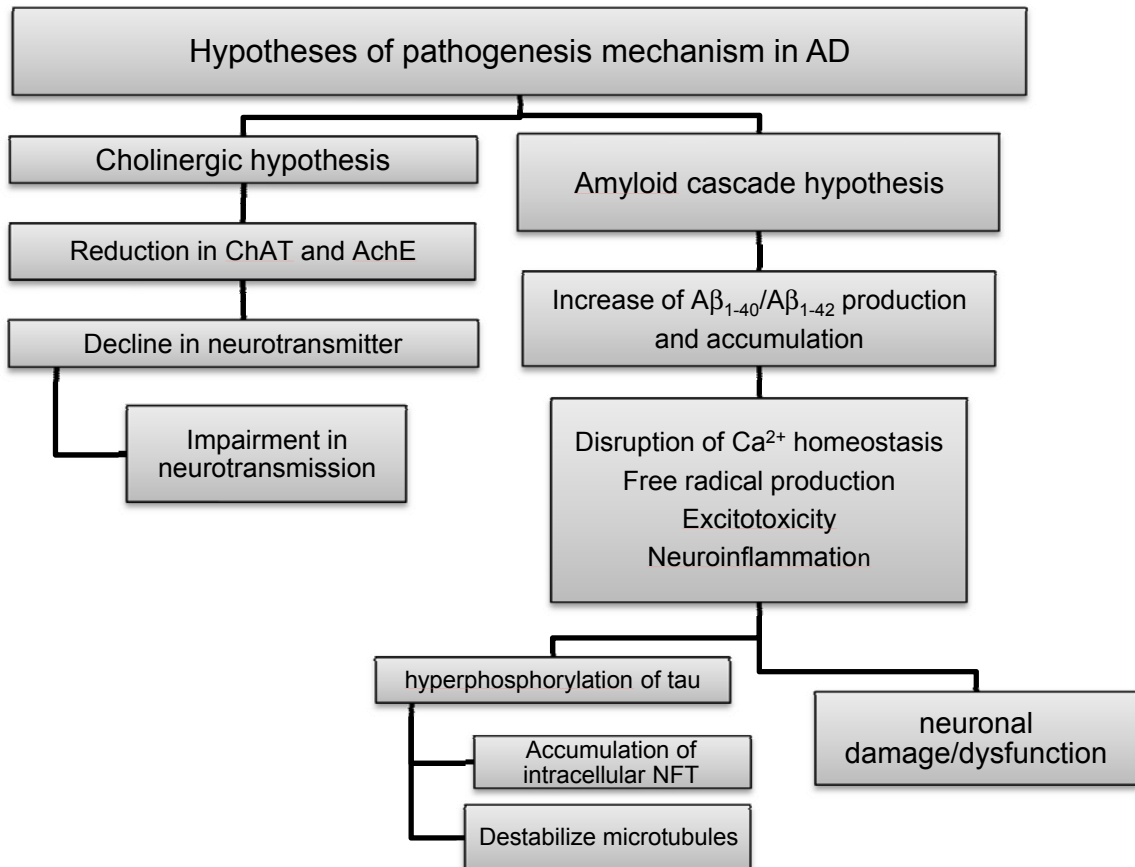 Hypotheses of pathogenesis mechanism in AD
Cholinergic hypothesis
Reduction in ChAT and AchE
Decline in neurotransmitter
Impairment in
neurotransmission
Amyloid cascade hypothesis
Increase of Aβ₁₋₄₀/Aβ₁₋₄₂ production
and accumulation
Disruption of Ca²⁺ homeostasis
Free radical production
Excitotoxicity
Neuroinflammation
hyperphosphorylation of tau
Accumulation of
intracellular NFT
Destabilize microtubules
neuronal
damage/dysfunction